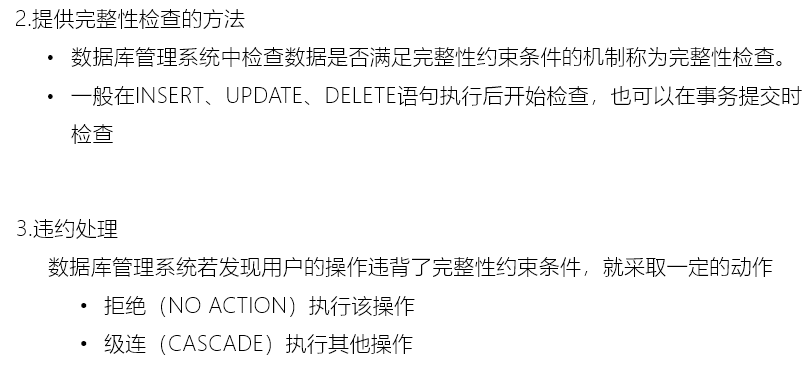 2.提供完整性检查的方法
• 数据库管理系统中检查数据是否满足完整性约束条件的机制称为完整性检查。
• 一般在INSERT、UPDATE、DELETE语句执行后开始检查，也可以在事务提交时
检查
3.违约处理
数据库管理系统若发现用户的操作违背了完整性约束条件，就采取一定的动作
• 拒绝（NO ACTION）执行该操作
• 级连（CASCADE）执行其他操作